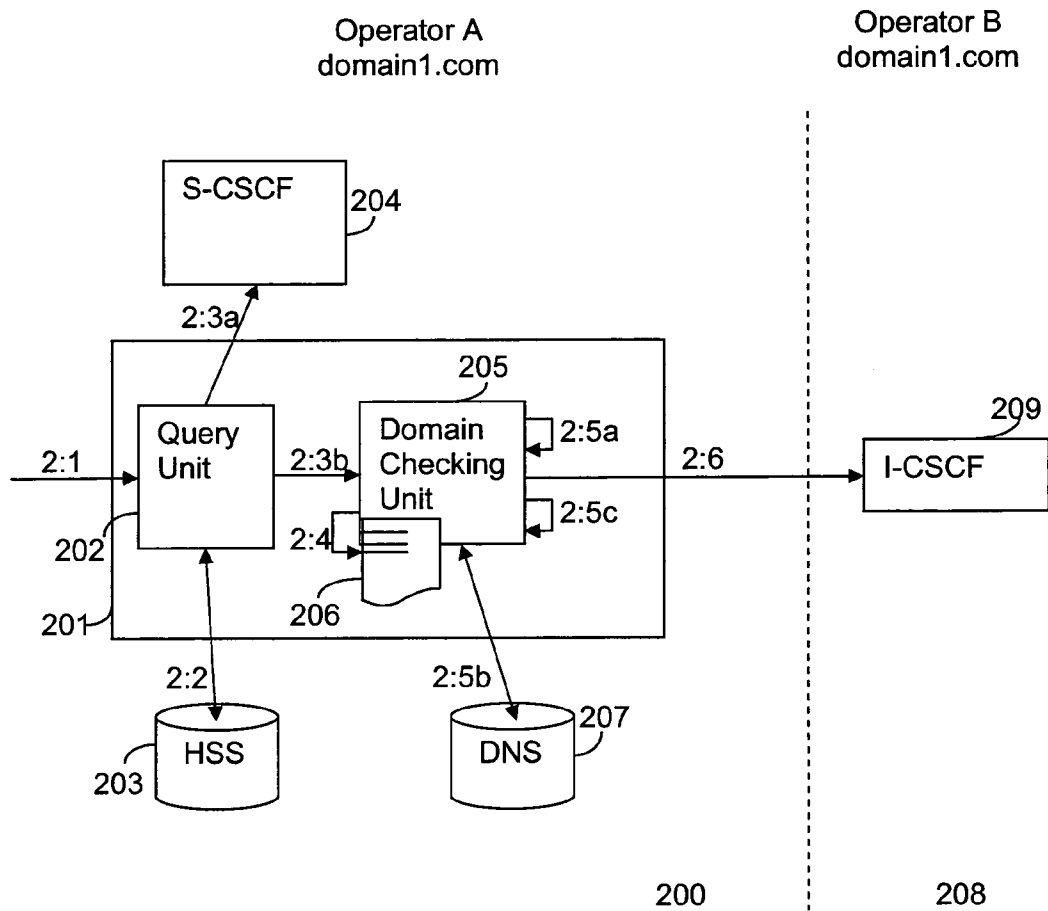 Operator A
domain1.com
Operator B
domain1.com
S-CSCF
204
2:3a
205
Query
Unit
Domain
Checking
Unit
2:1
2:3b
2:5a
2:6
209
I-CSCF
2:5c
2:4
202
206
201
2:2
2:5b
207
HSS
DNS
203
200
208